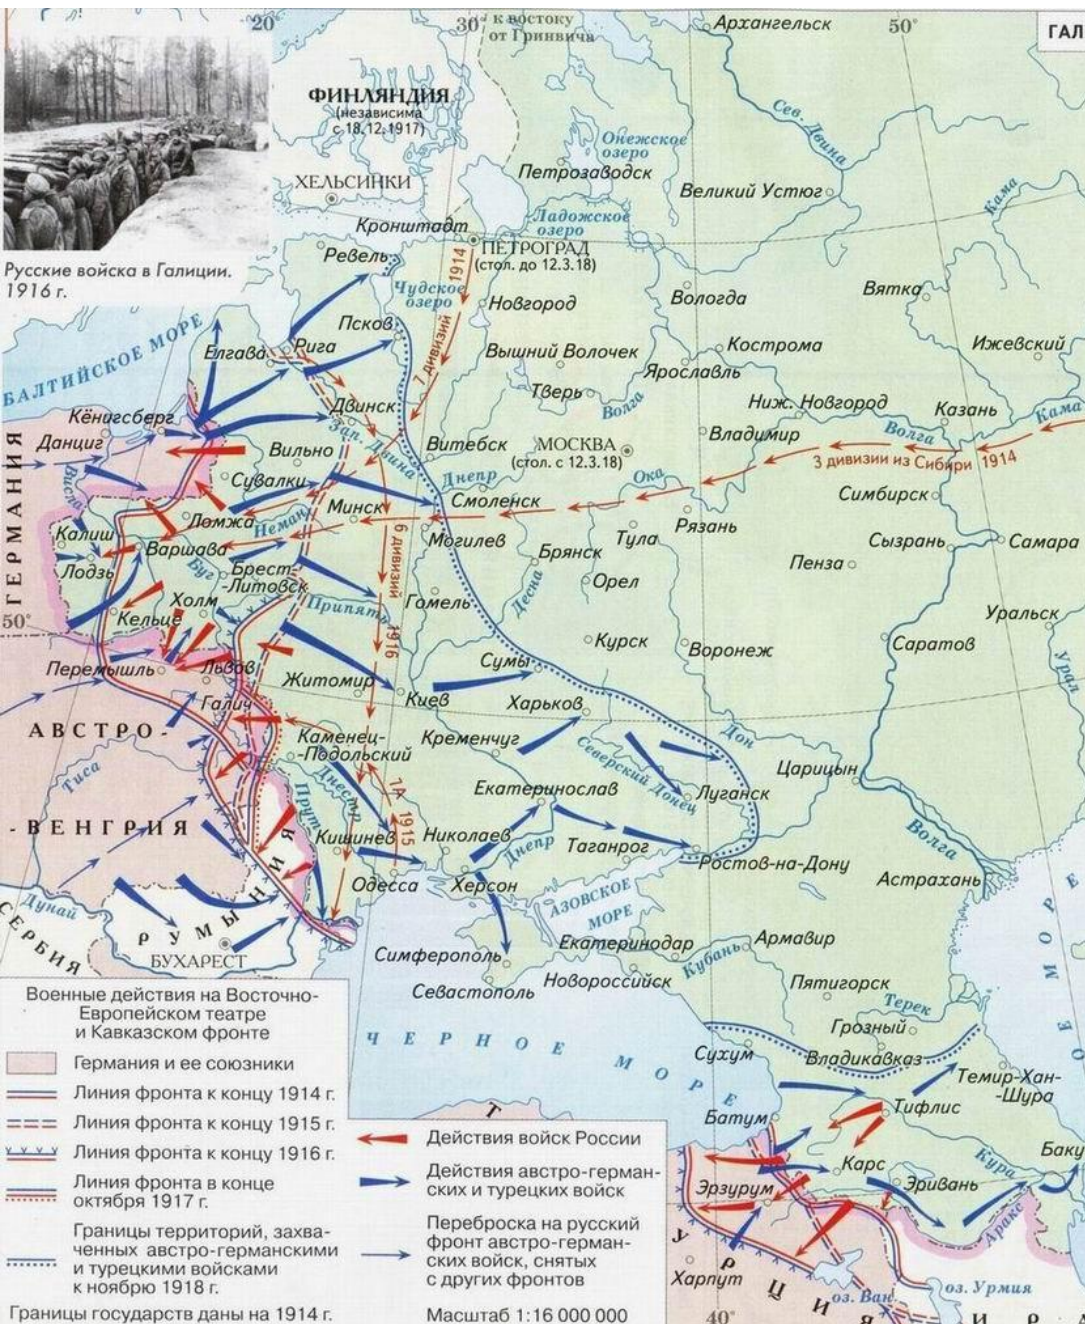 20°
30°
к востоку
от Гринвича
Архангельск
50°
ГАЛ
ФИНЛЯНДИЯ
(независима
с 18.12.1917)
Сев. Двина
Онежское
озеро
Петрозаводск
ХЕЛЬСИНКИ
Великий Устюг
Кама
Кронштадт
Ладожское
озеро
ПЕТРОГРАД
(стол. до 12.3.18)
Русские войска в Галиции.
1916 г.
Ревель
Чудское
озеро
7 дивизий 1914
Новгород
Вологда
Вятка
Псков
БАЛТИЙСКОЕ МОРЕ
Елгава
Рига
Вышний Волочек
Кострома
Ижевский
Ярославль
Тверь
Волга
Двинск
Зап. Двина
Кёнигсберг
Ниж. Новгород
Казань
Кама
Данциг
Вильно
Витебск
МОСКВА
(стол. с 12.3.18)
Владимир
Волга
3 дивизии из Сибири 1914
ГЕРМАНИЯ
Висла
Сувалки
Днепр
Смоленск
Ока
Симбирск
Ломжа
Неман
Минск
Рязань
Калиш
Варшава
Могилев
Тула
Сызрань
Самара
Лодзь
Буг
Брест-
-Литовск
6 дивизий 1916
Брянск
Пенза
Десна
Орел
50°
Холм
Кельце
Припять
Гомель
Уральск
Курск
Воронеж
Саратов
Перемышль
Львов
Сумы
Урал
Житомир
Киев
Харьков
Галич
АВСТРО-
Каменец-
-Подольский
Кременчуг
Дон
Северский Донец
Царицын
Тиса
Екатеринослав
Луганск
Днестр
Прут
-ВЕНГРИЯ
1915
Кишинев
Николаев
Днепр
Таганрог
Волга
Ростов-на-Дону
Одесса
Херсон
Астрахань
Дунай
СЕРБИЯ
РУМЫНИЯ
БУХАРЕСТ
АЗОВСКОЕ
МОРЕ
МОРЕ
Екатеринодар
Кубань
Армавир
Симферополь
Севастополь
Новороссийск
Пятигорск
Терек
Грозный
ЧЕРНОЕ МОРЕ
Сухум
Владикавказ
Темир-Хан-
-Шура
Батум
Тифлис
Карс
Кура
Баку
Эрзурум
Эривань
Аракс
Харпут
оз. Урмия
оз. Ван
40°
Т
УРЦИЯ
И Р А
Военные действия на Восточно-
Европейском театре
и Кавказском фронте
Германия и ее союзники
Линия фронта к концу 1914 г.
Линия фронта к концу 1915 г.
Линия фронта к концу 1916 г.
Линия фронта в конце
октября 1917 г.
Границы территорий, захва-
ченных австро-германскими
и турецкими войсками
к ноябрю 1918 г.
Границы государств даны на 1914 г.
Действия войск России
Действия австро-герман-
ских и турецких войск
Переброска на русский
фронт австро-герман-
ских войск, снятых
с других фронтов
Масштаб 1:16 000 000